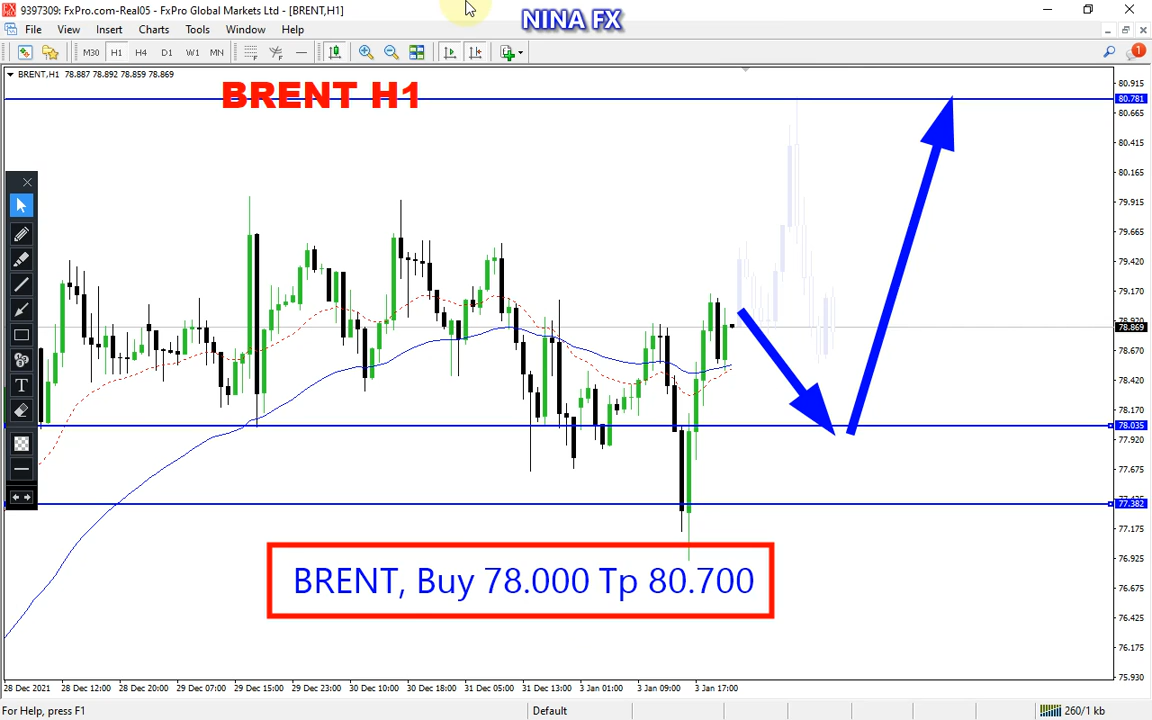 9397309: FxPro.com-Real05 - FxPro Global Markets Ltd - [BRENT,H1]
NINA FX
File View Insert Charts Tools Window Help
M30 H1 H4 D1 W1 MN
1
BRENT,H1 78.887 78.892 78.859 78.869
BRENT H1
80.915
80.781
80.665
80.415
80.165
79.915
79.665
79.420
79.170
78.869
78.670
78.420
78.170
78.035
77.920
77.675
77.382
77.175
76.925
76.675
76.425
76.175
75.930
T
BRENT, Buy 78.000 Tp 80.700
28 Dec 2021 28 Dec 12:00 28 Dec 20:00 29 Dec 07:00 29 Dec 15:00 29 Dec 23:00 30 Dec 10:00 30 Dec 18:00 31 Dec 05:00 31 Dec 13:00 3 Jan 01:00 3 Jan 09:00 3 Jan 17:00
For Help, press F1
Default
260/1 kb